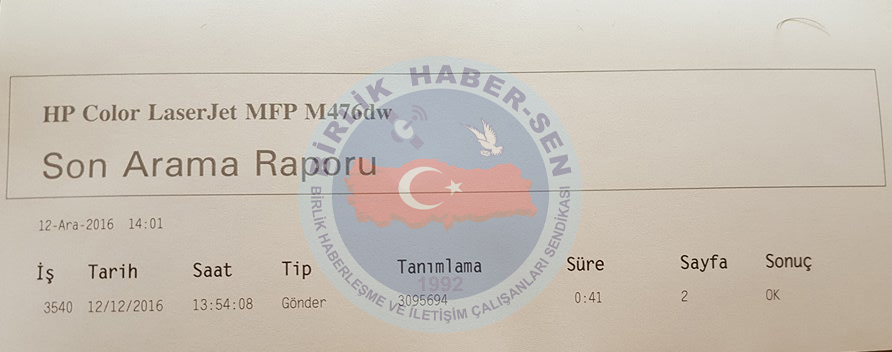 HP Color LaserJet MFP M476dw
Son Arama Raporu
12-Ara-2016 14:01
İş Tarih Saat Tip Tanımlama Süre Sayfa Sonuç
3540 12/12/2016 13:54:08 Gönder 3095694 0:41 2 OK
BİRLİK HABER-SEN
BİRLİK HABERLEŞME VE İLETİŞİM ÇALIŞANLARI SENDİKASI
1992